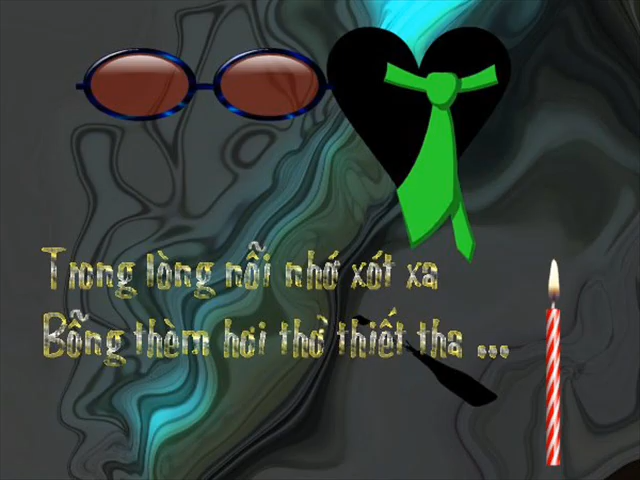 Trong lòng nỗi nhớ xót xa
Bỗng thèm hơi thở thiết tha ...